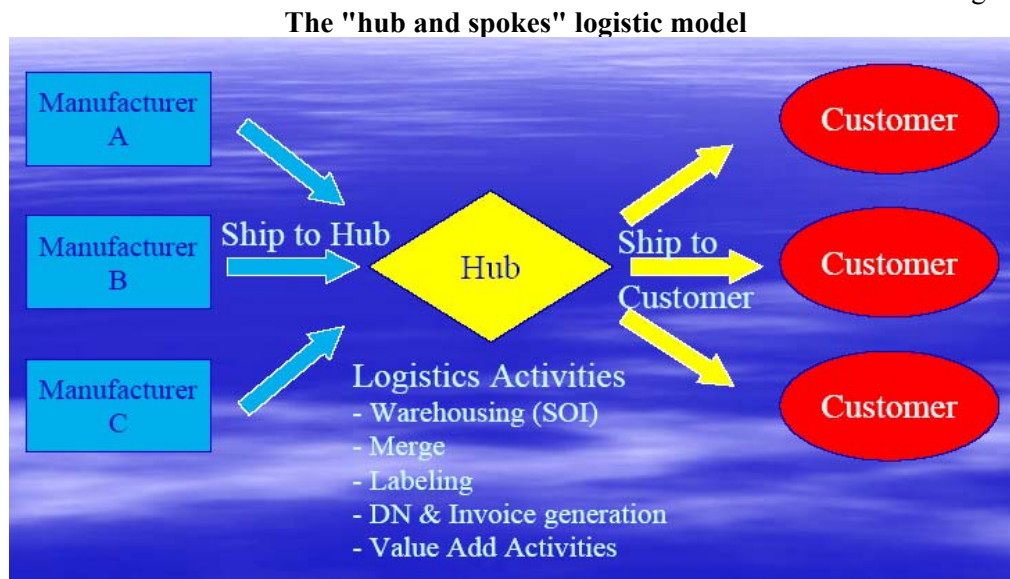 The "hub and spokes" logistic model
Manufacturer
A
Customer
Manufacturer
B
Ship to Hub
Hub
Ship to
Customer
Customer
Manufacturer
C
Logistics Activities
- Warehousing (SOI)
- Merge
- Labeling
- DN & Invoice generation
- Value Add Activities
Customer